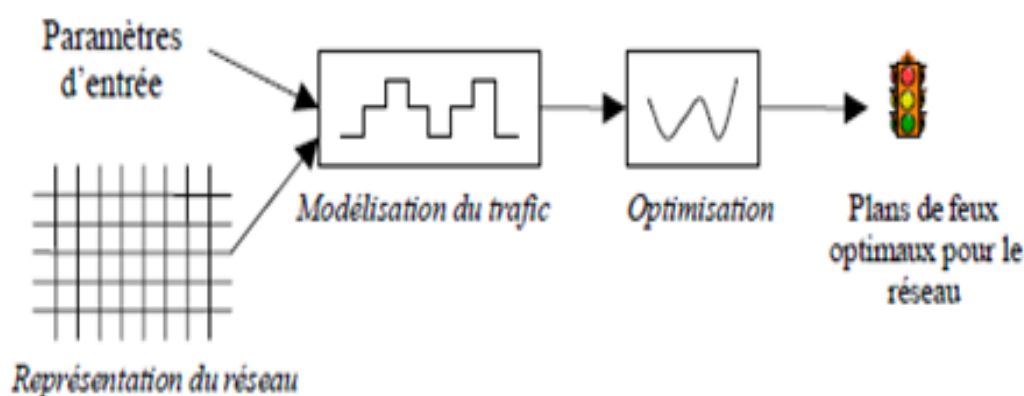 Paramètres
d'entrée
Modélisation du trafic
Optimisation
Plans de feux
optimaux pour le
réseau
Représentation du réseau